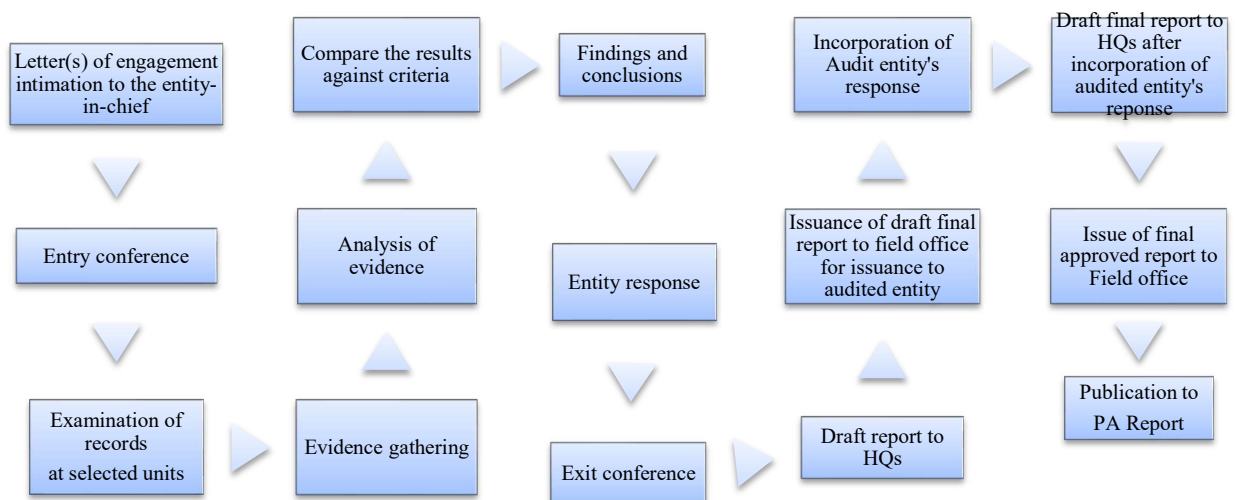 Letter(s) of engagement
intimation to the entity-
in-chief
Entry conference
Examination of
records
at selected units
Evidence gathering
Analysis of
evidence
Compare the results
against criteria
Findings and
conclusions
Entity response
Exit conference
Draft report to
HQs
Issuance of draft final
report to field office
for issuance to
audited entity
Incorporation of
Audit entity's
response
Draft final report to
HQs after
incorporation of
audited entity's
reponse
Issue of final
approved report to
Field office
Publication to
PA Report